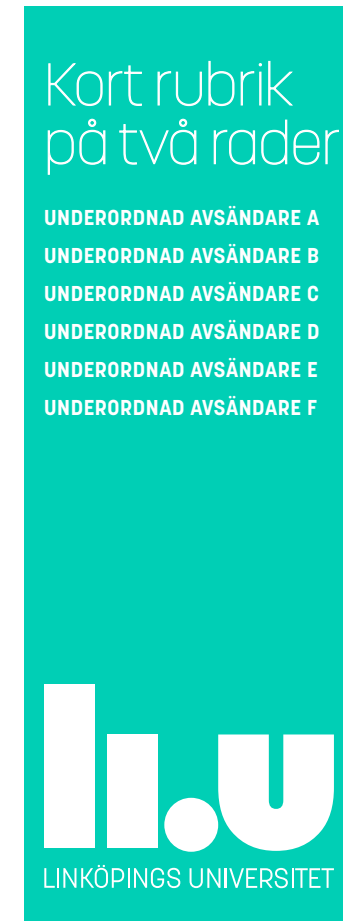 Kort rubrik
på två rader
UNDERORDNAD AVSÄNDARE A
UNDERORDNAD AVSÄNDARE B
UNDERORDNAD AVSÄNDARE C
UNDERORDNAD AVSÄNDARE D
UNDERORDNAD AVSÄNDARE E
UNDERORDNAD AVSÄNDARE F
li.u
LINKÖPINGS UNIVERSITET